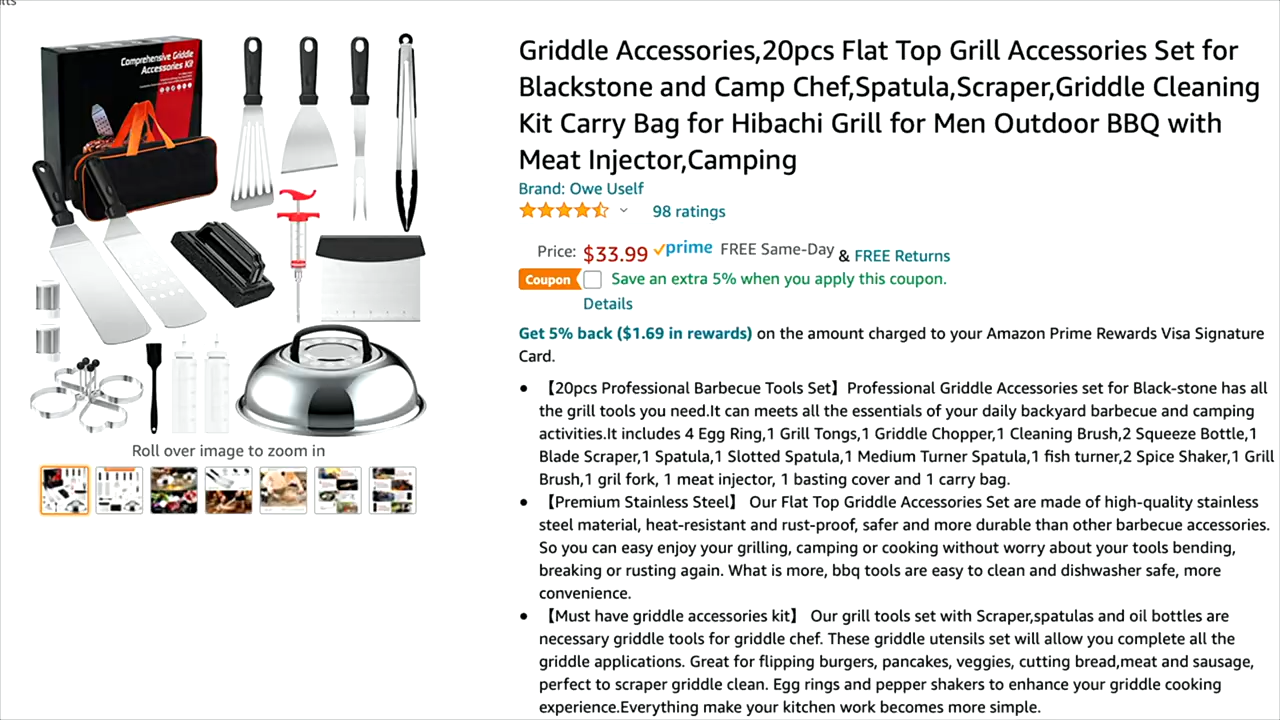 Comprehensive Griddle
Accessories Kit
Roll over image to zoom in
Griddle Accessories,20pcs Flat Top Grill Accessories Set for
Blackstone and Camp Chef,Spatula,Scraper,Griddle Cleaning
Kit Carry Bag for Hibachi Grill for Men Outdoor BBQ with
Meat Injector,Camping
Brand: Owe Uself
98 ratings
Price: $33.99 prime FREE Same-Day & FREE Returns
Coupon Save an extra 5% when you apply this coupon.
Details
Get 5% back ($1.69 in rewards) on the amount charged to your Amazon Prime Rewards Visa Signature
Card.
• 【20pcs Professional Barbecue Tools Set】Professional Griddle Accessories set for Black-stone has all
the grill tools you need.It can meets all the essentials of your daily backyard barbecue and camping
activities.It includes 4 Egg Ring,1 Grill Tongs,1 Griddle Chopper,1 Cleaning Brush,2 Squeeze Bottle,1
Blade Scraper,1 Spatula,1 Slotted Spatula,1 Medium Turner Spatula,1 fish turner,2 Spice Shaker,1 Grill
Brush,1 gril fork, 1 meat injector, 1 basting cover and 1 carry bag.
• 【Premium Stainless Steel】 Our Flat Top Griddle Accessories Set are made of high-quality stainless
steel material, heat-resistant and rust-proof, safer and more durable than other barbecue accessories.
So you can easy enjoy your grilling, camping or cooking without worry about your tools bending,
breaking or rusting again. What is more, bbq tools are easy to clean and dishwasher safe, more
convenience.
• 【Must have griddle accessories kit】 Our grill tools set with Scraper,spatulas and oil bottles are
necessary griddle tools for griddle chef. These griddle utensils set will allow you complete all the
griddle applications. Great for flipping burgers, pancakes, veggies, cutting bread,meat and sausage,
perfect to scraper griddle clean. Egg rings and pepper shakers to enhance your griddle cooking
experience.Everything make your kitchen work becomes more simple.